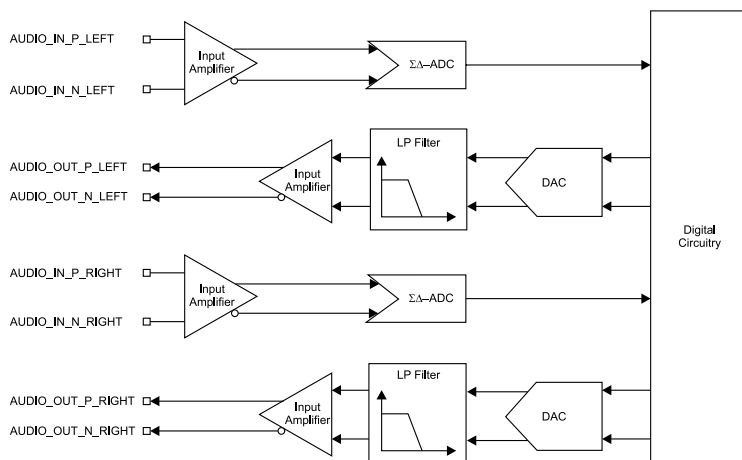 AUDIO_IN_P_LEFT
Input
Amplifier
ΣΔ–ADC
AUDIO_IN_N_LEFT
LP Filter
AUDIO_OUT_P_LEFT
Input
Amplifier
DAC
AUDIO_OUT_N_LEFT
Digital
Circuitry
AUDIO_IN_P_RIGHT
Input
Amplifier
ΣΔ–ADC
AUDIO_IN_N_RIGHT
LP Filter
AUDIO_OUT_P_RIGHT
Input
Amplifier
DAC
AUDIO_OUT_N_RIGHT